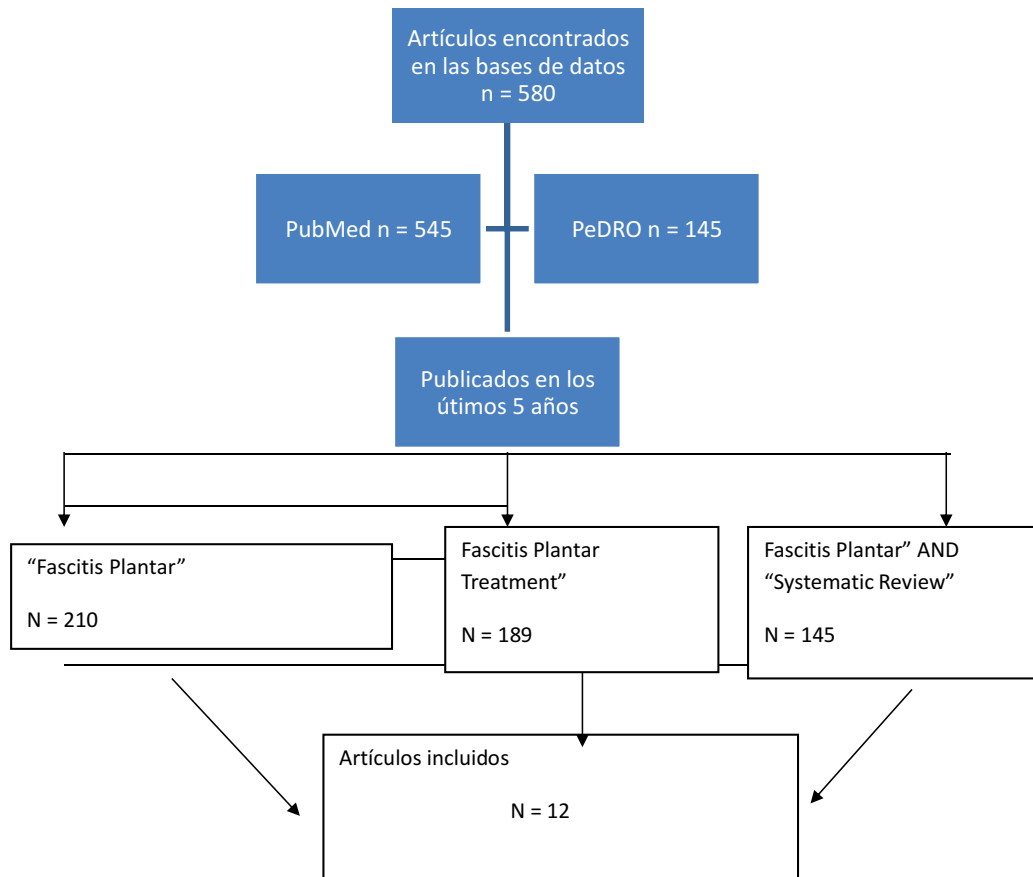 Artículos encontrados
en las bases de datos
n = 580
PubMed n = 545
PeDRO n = 145
Publicados en los
útimos 5 años
“Fascitis Plantar”
N = 210
Fascitis Plantar
Treatment”
N = 189
Fascitis Plantar” AND
“Systematic Review”
N = 145
Artículos incluidos
N = 12